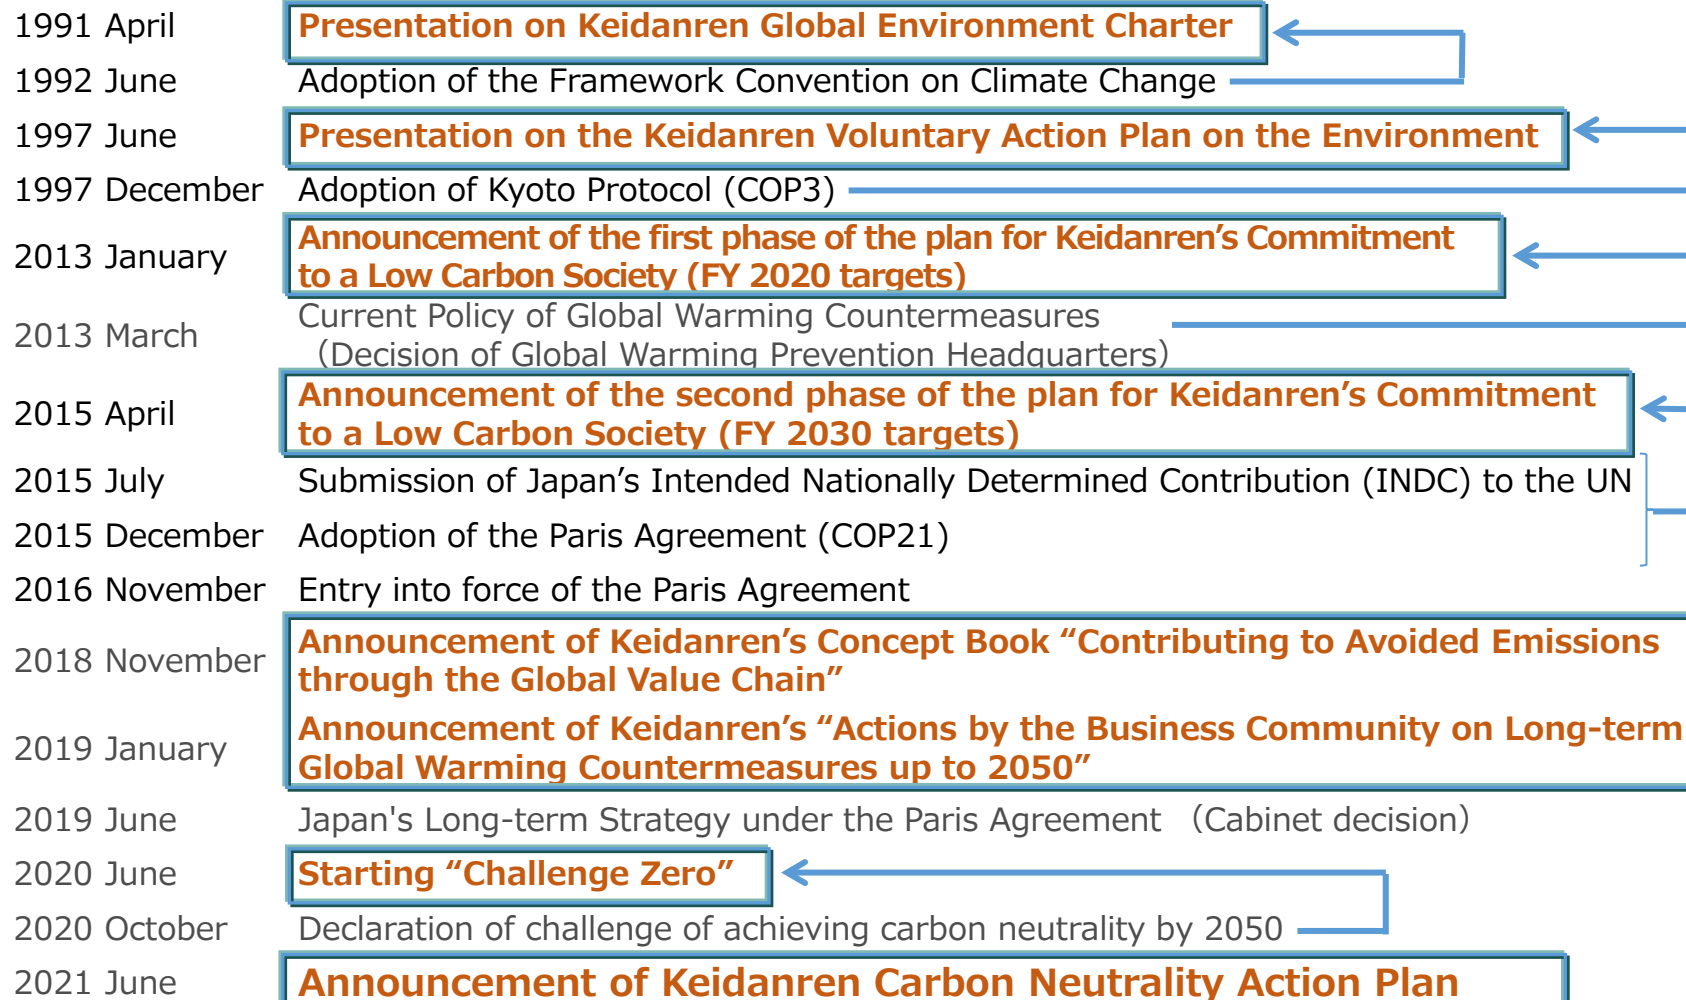 1991 April Presentation on Keidanren Global Environment Charter
1992 June Adoption of the Framework Convention on Climate Change
1997 June Presentation on the Keidanren Voluntary Action Plan on the Environment
1997 December Adoption of Kyoto Protocol (COP3)
2013 January Announcement of the first phase of the plan for Keidanren’s Commitment
to a Low Carbon Society (FY 2020 targets)
2013 March Current Policy of Global Warming Countermeasures
（Decision of Global Warming Prevention Headquarters）
2015 April Announcement of the second phase of the plan for Keidanren’s Commitment
to a Low Carbon Society (FY 2030 targets)
2015 July Submission of Japan’s Intended Nationally Determined Contribution (INDC) to the UN
2015 December Adoption of the Paris Agreement (COP21)
2016 November Entry into force of the Paris Agreement
2018 November Announcement of Keidanren’s Concept Book “Contributing to Avoided Emissions
through the Global Value Chain”
2019 January Announcement of Keidanren’s “Actions by the Business Community on Long-term
Global Warming Countermeasures up to 2050”
2019 June Japan's Long-term Strategy under the Paris Agreement （Cabinet decision）
2020 June Starting “Challenge Zero”
2020 October Declaration of challenge of achieving carbon neutrality by 2050
2021 June Announcement of Keidanren Carbon Neutrality Action Plan